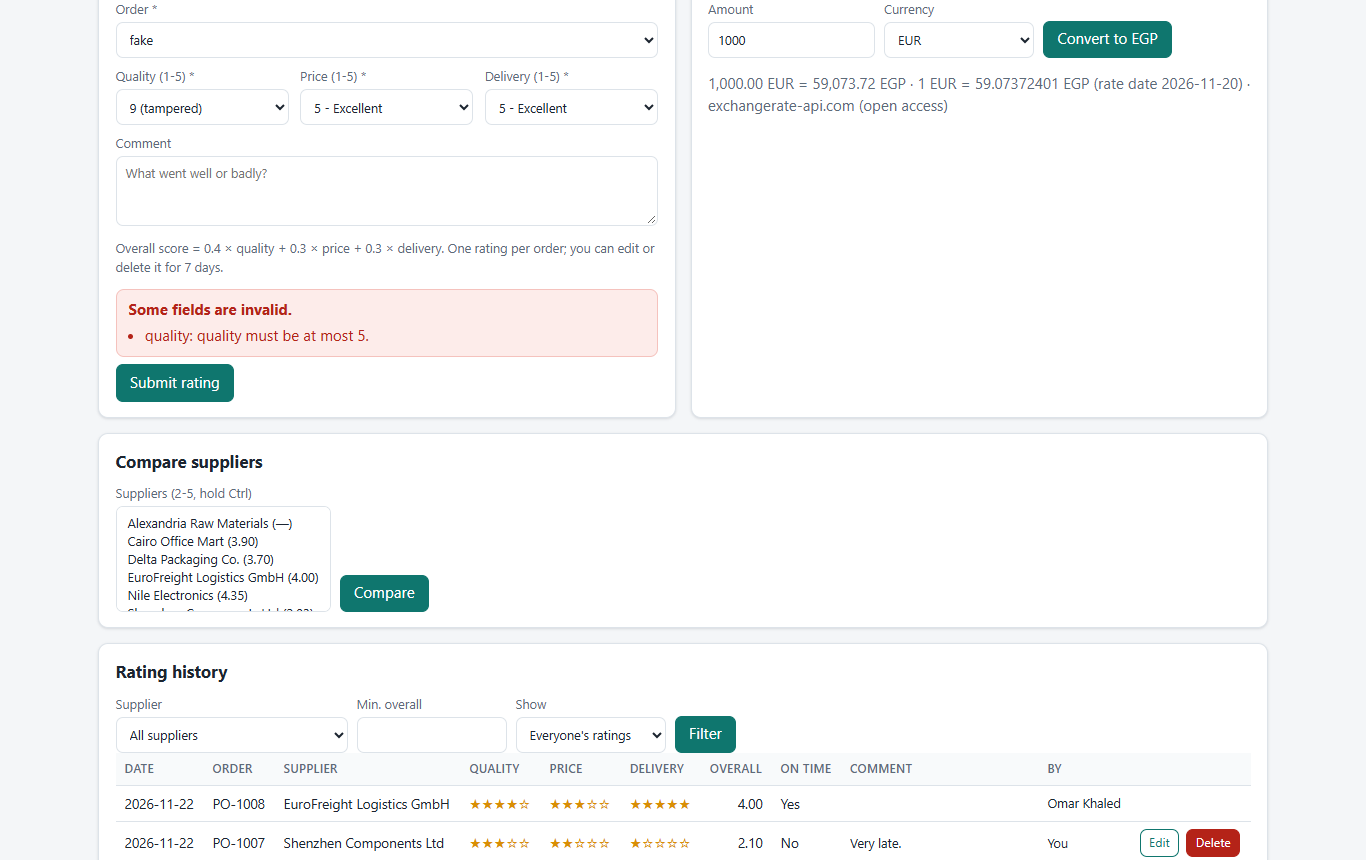 Order *
fake
Quality (1-5) *
Price (1-5) *
Delivery (1-5) *
9 (tampered)
5 - Excellent
5 - Excellent
Comment
What went well or badly?
Overall score = 0.4 × quality + 0.3 × price + 0.3 × delivery. One rating per order; you can edit or
delete it for 7 days.
Some fields are invalid.
• quality: quality must be at most 5.
Submit rating
Amount
Currency
1000
EUR
Convert to EGP
1,000.00 EUR = 59,073.72 EGP · 1 EUR = 59.07372401 EGP (rate date 2026-11-20) ·
exchangerate-api.com (open access)
Compare suppliers
Suppliers (2-5, hold Ctrl)
Alexandria Raw Materials (—)
Cairo Office Mart (3.90)
Delta Packaging Co. (3.70)
EuroFreight Logistics GmbH (4.00)
Nile Electronics (4.35)
Compare
Rating history
Supplier
Min. overall
Show
All suppliers
Everyone's ratings
Filter
DATE ORDER SUPPLIER QUALITY PRICE DELIVERY OVERALL ON TIME COMMENT BY
2026-11-22 PO-1008 EuroFreight Logistics GmbH ★★★★☆ ★★★☆☆ ★★★★★ 4.00 Yes Omar Khaled
2026-11-22 PO-1007 Shenzhen Components Ltd ★★★☆☆ ★★☆☆☆ ★☆☆☆☆ 2.10 No Very late. You Edit Delete